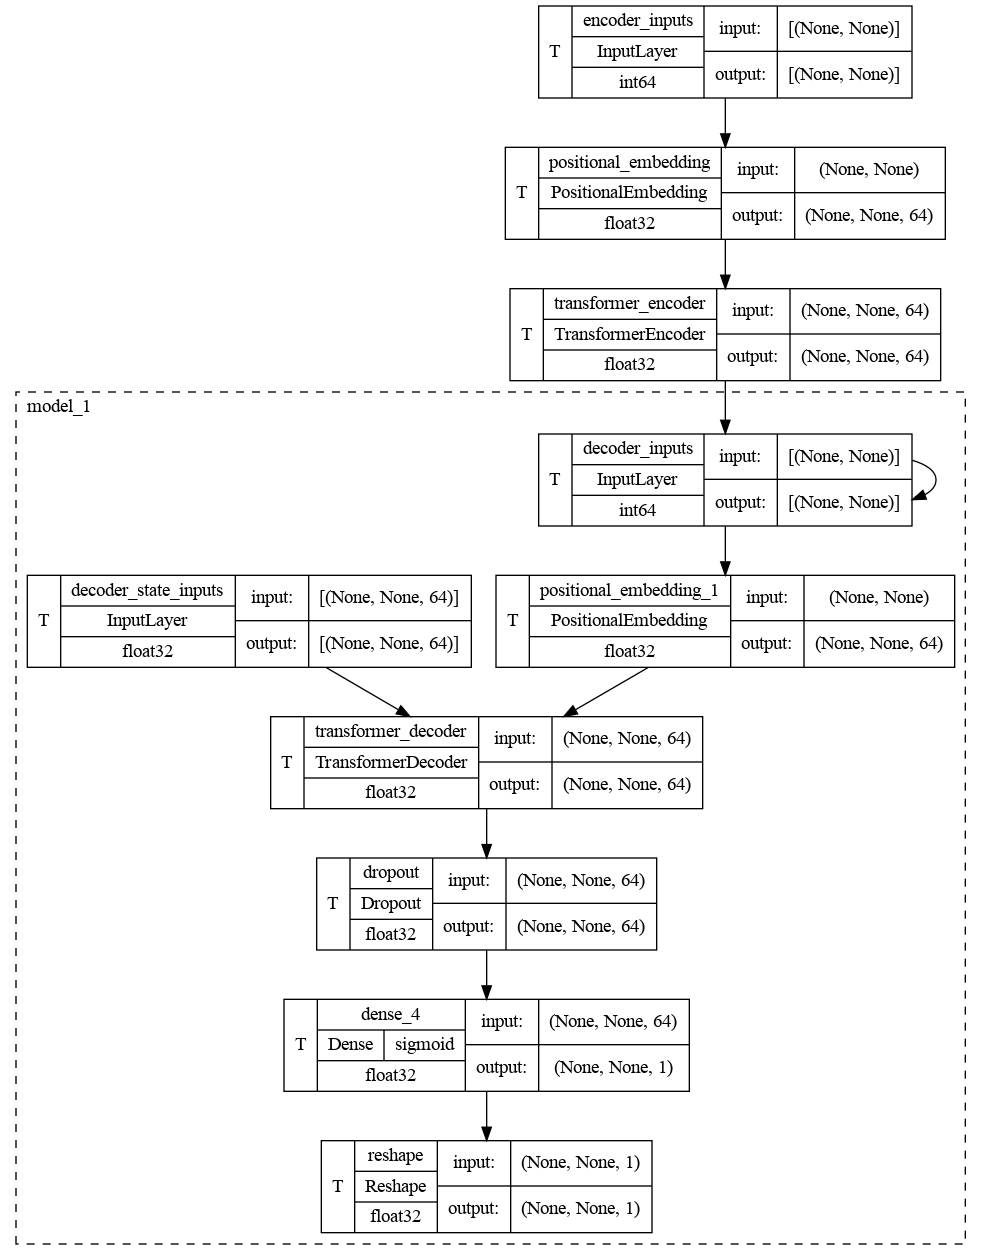 encoder_inputs
input:
[(None, None)]
T
InputLayer
int64
output:
[(None, None)]
positional_embedding
input:
(None, None)
T
PositionalEmbedding
float32
output:
(None, None, 64)
transformer_encoder
input:
(None, None, 64)
T
TransformerEncoder
float32
output:
(None, None, 64)
model_1
decoder_inputs
input:
[(None, None)]
T
InputLayer
int64
output:
[(None, None)]
decoder_state_inputs
input:
[(None, None, 64)]
T
InputLayer
float32
output:
[(None, None, 64)]
positional_embedding_1
input:
(None, None)
T
PositionalEmbedding
float32
output:
(None, None, 64)
transformer_decoder
input:
(None, None, 64)
T
TransformerDecoder
float32
output:
(None, None, 64)
dropout
input:
(None, None, 64)
T
Dropout
float32
output:
(None, None, 64)
dense_4
input:
(None, None, 64)
T
Dense
sigmoid
float32
output:
(None, None, 1)
reshape
input:
(None, None, 1)
T
Reshape
float32
output:
(None, None, 1)